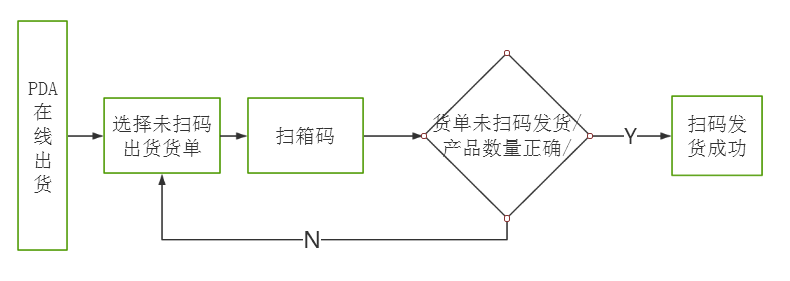 PDA
在
线
出
货
选择未扫码
出货货单
扫箱码
货单未扫码发货/
产品数量正确/
Y
扫码发
货成功
N